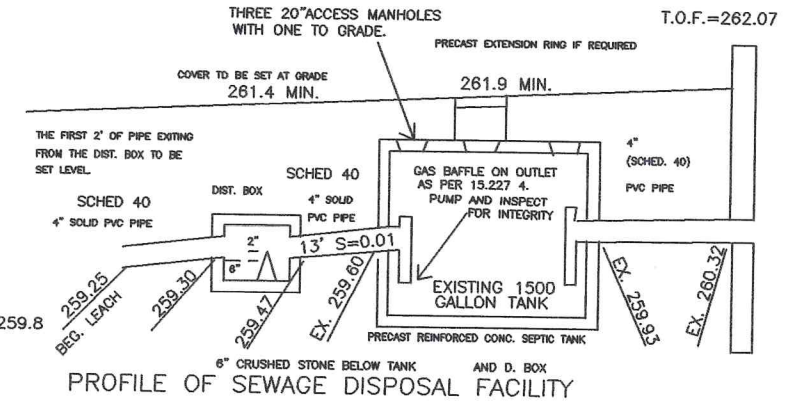 THREE 20"ACCESS MANHOLES
WITH ONE TO GRADE.
T.O.F.=262.07
PRECAST EXTENSION RING IF REQUIRED
COVER TO BE SET AT GRADE
261.4 MIN.
261.9 MIN.
THE FIRST 2' OF PIPE EXITING
FROM THE DIST. BOX TO BE
SET LEVEL
SCHED 40
4" SOLID PVC PIPE
DIST. BOX
SCHED 40
4" SOLID
PVC PIPE
GAS BAFFLE ON OUTLET
AS PER 15.227 4.
PUMP AND INSPECT
FOR INTEGRITY
4"
(SCHED. 40)
PVC PIPE
2"
6"
13' S=0.01
EXISTING 1500
GALLON TANK
259.8
259.25
BEG. LEACH
259.30
259.47
EX. 259.60
EX. 259.93
EX. 260.32
PRECAST REINFORCED CONC. SEPTIC TANK
6" CRUSHED STONE BELOW TANK AND D. BOX
PROFILE OF SEWAGE DISPOSAL FACILITY